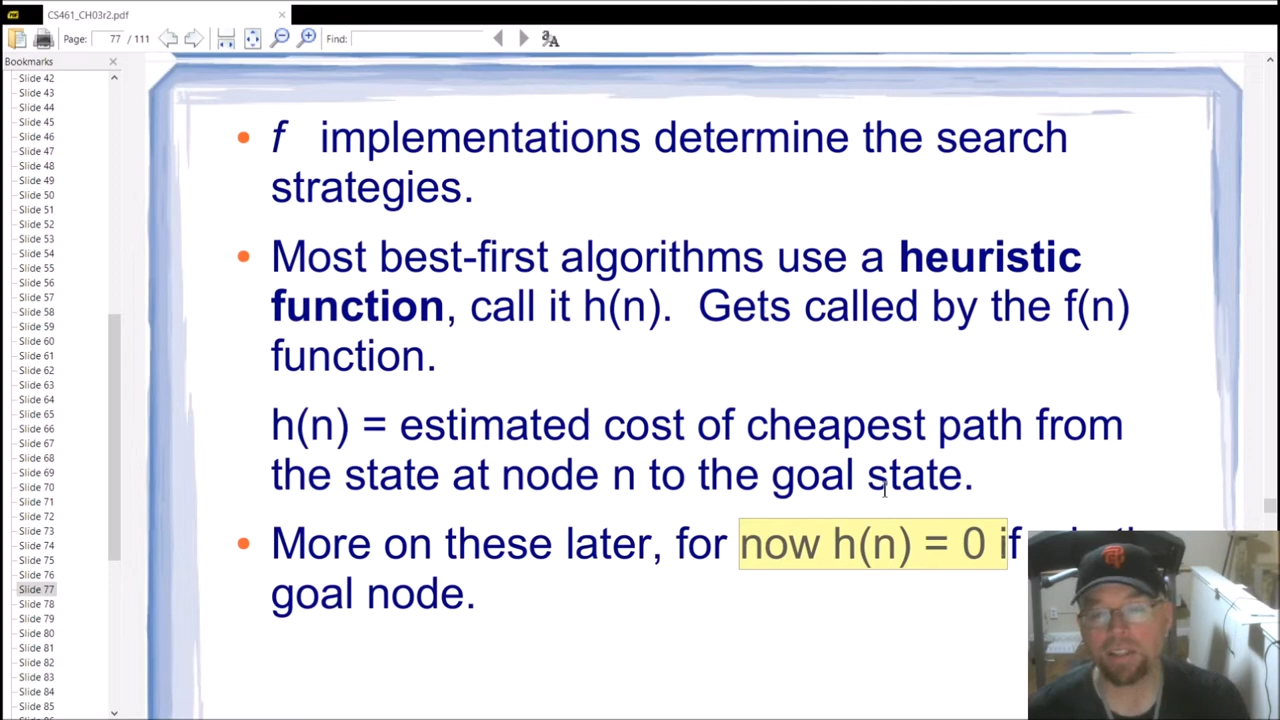 CS461_CH03r2.pdf
Page: 77 / 111 Find:
Bookmarks
Slide 42
Slide 43
Slide 44
Slide 45
Slide 46
Slide 47
Slide 48
Slide 49
Slide 50
Slide 51
Slide 52
Slide 53
Slide 54
Slide 55
Slide 56
Slide 57
Slide 58
Slide 59
Slide 60
Slide 61
Slide 62
Slide 63
Slide 64
Slide 65
Slide 66
Slide 67
Slide 68
Slide 69
Slide 70
Slide 71
Slide 72
Slide 73
Slide 74
Slide 75
Slide 76
Slide 77
Slide 78
Slide 79
Slide 80
Slide 81
Slide 82
Slide 83
Slide 84
Slide 85
• f implementations determine the search
strategies.
• Most best-first algorithms use a heuristic
function, call it h(n). Gets called by the f(n)
function.
h(n) = estimated cost of cheapest path from
the state at node n to the goal state.
• More on these later, for now h(n) = 0 if
goal node.